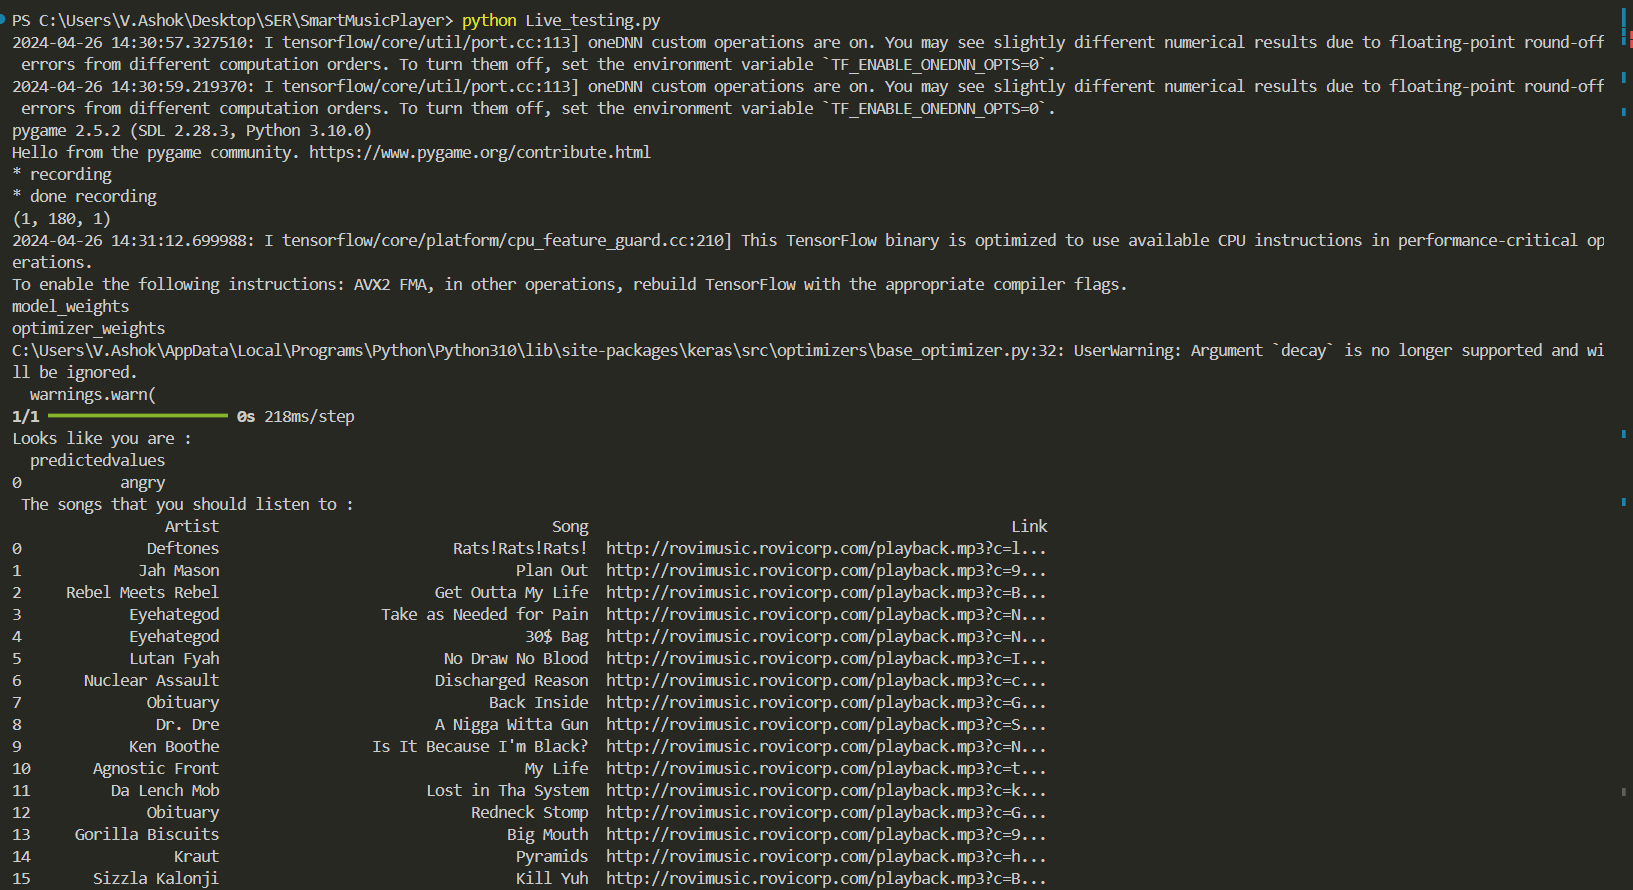 PS C:\Users\V.Ashok\Desktop\SER\SmartMusicPlayer> python Live_testing.py
2024-04-26 14:30:57.327510: I tensorflow/core/util/port.cc:113] oneDNN custom operations are on. You may see slightly different numerical results due to floating-point round-off
errors from different computation orders. To turn them off, set the environment variable `TF_ENABLE_ONEDNN_OPTS=0`.
2024-04-26 14:30:59.219370: I tensorflow/core/util/port.cc:113] oneDNN custom operations are on. You may see slightly different numerical results due to floating-point round-off
errors from different computation orders. To turn them off, set the environment variable `TF_ENABLE_ONEDNN_OPTS=0`.
pygame 2.5.2 (SDL 2.28.3, Python 3.10.0)
Hello from the pygame community. https://www.pygame.org/contribute.html
* recording
* done recording
(1, 180, 1)
2024-04-26 14:31:12.699988: I tensorflow/core/platform/cpu_feature_guard.cc:210] This TensorFlow binary is optimized to use available CPU instructions in performance-critical op
erations.
To enable the following instructions: AVX2 FMA, in other operations, rebuild TensorFlow with the appropriate compiler flags.
model_weights
optimizer_weights
C:\Users\V.Ashok\AppData\Local\Programs\Python\Python310\lib\site-packages\keras\src\optimizers\base_optimizer.py:32: UserWarning: Argument `decay` is no longer supported and wi
ll be ignored.
warnings.warn(
1/1 0s 218ms/step
Looks like you are :
predictedvalues
0 angry
The songs that you should listen to :
Artist Song Link
0 Deftones Rats!Rats!Rats! http://rovimusic.rovicorp.com/playback.mp3?c=l...
1 Jah Mason Plan Out http://rovimusic.rovicorp.com/playback.mp3?c=9...
2 Rebel Meets Rebel Get Outta My Life http://rovimusic.rovicorp.com/playback.mp3?c=B...
3 Eyehategod Take as Needed for Pain http://rovimusic.rovicorp.com/playback.mp3?c=N...
4 Eyehategod 30$ Bag http://rovimusic.rovicorp.com/playback.mp3?c=N...
5 Lutan Fyah No Draw No Blood http://rovimusic.rovicorp.com/playback.mp3?c=I...
6 Nuclear Assault Discharged Reason http://rovimusic.rovicorp.com/playback.mp3?c=c...
7 Obituary Back Inside http://rovimusic.rovicorp.com/playback.mp3?c=G...
8 Dr. Dre A Nigga Witta Gun http://rovimusic.rovicorp.com/playback.mp3?c=S...
9 Ken Boothe Is It Because I'm Black? http://rovimusic.rovicorp.com/playback.mp3?c=N...
10 Agnostic Front My Life http://rovimusic.rovicorp.com/playback.mp3?c=t...
11 Da Lench Mob Lost in Tha System http://rovimusic.rovicorp.com/playback.mp3?c=k...
12 Obituary Redneck Stomp http://rovimusic.rovicorp.com/playback.mp3?c=G...
13 Gorilla Biscuits Big Mouth http://rovimusic.rovicorp.com/playback.mp3?c=9...
14 Kraut Pyramids http://rovimusic.rovicorp.com/playback.mp3?c=h...
15 Sizzla Kalonji Kill Yuh http://rovimusic.rovicorp.com/playback.mp3?c=B...